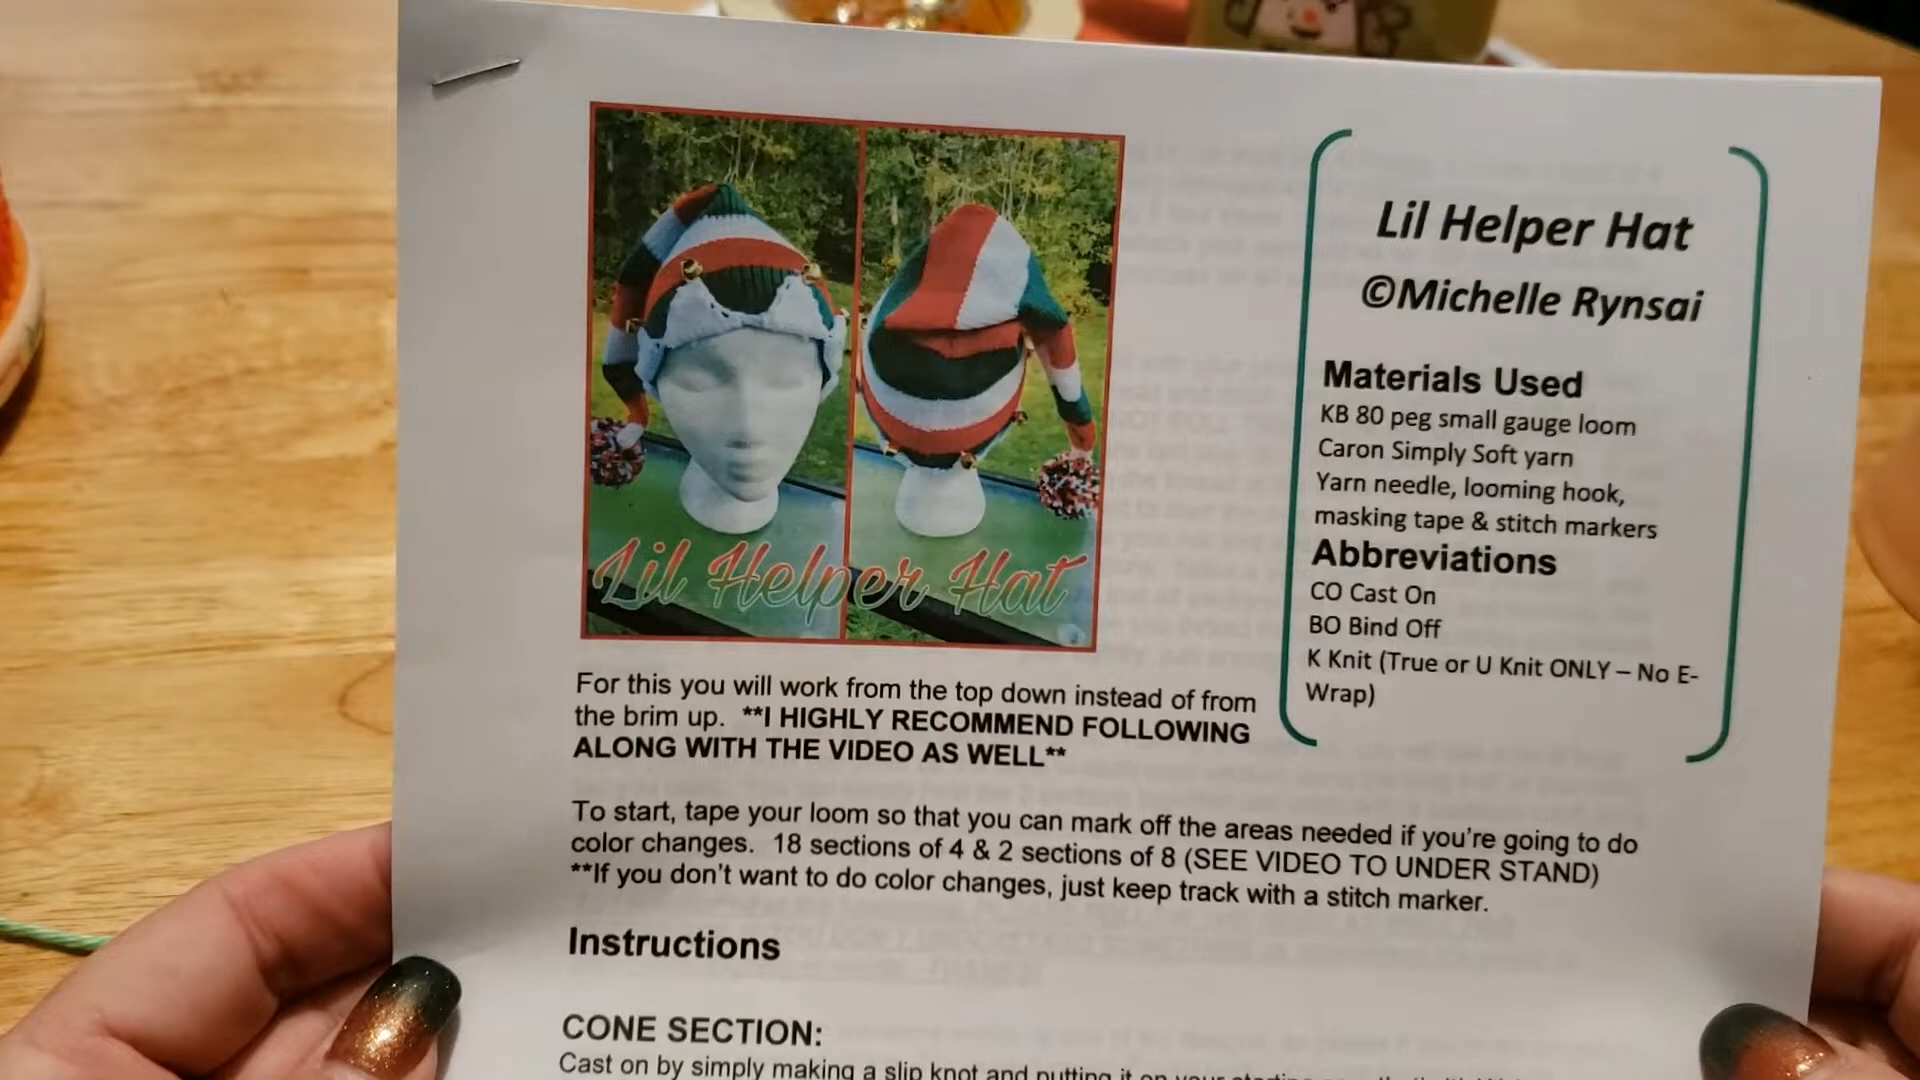 Lil Helper Hat
Lil Helper Hat
©Michelle Rynsai
Materials Used
KB 80 peg small gauge loom
Caron Simply Soft yarn
Yarn needle, looming hook,
masking tape & stitch markers
Abbreviations
CO Cast On
BO Bind Off
K Knit (True or U Knit ONLY – No E-
Wrap)
For this you will work from the top down instead of from
the brim up. **I HIGHLY RECOMMEND FOLLOWING
ALONG WITH THE VIDEO AS WELL**
To start, tape your loom so that you can mark off the areas needed if you're going to do
color changes. 18 sections of 4 & 2 sections of 8 (SEE VIDEO TO UNDER STAND)
**If you don't want to do color changes, just keep track with a stitch marker.
Instructions
CONE SECTION:
Cast on by simply making a slip knot and putting it on your